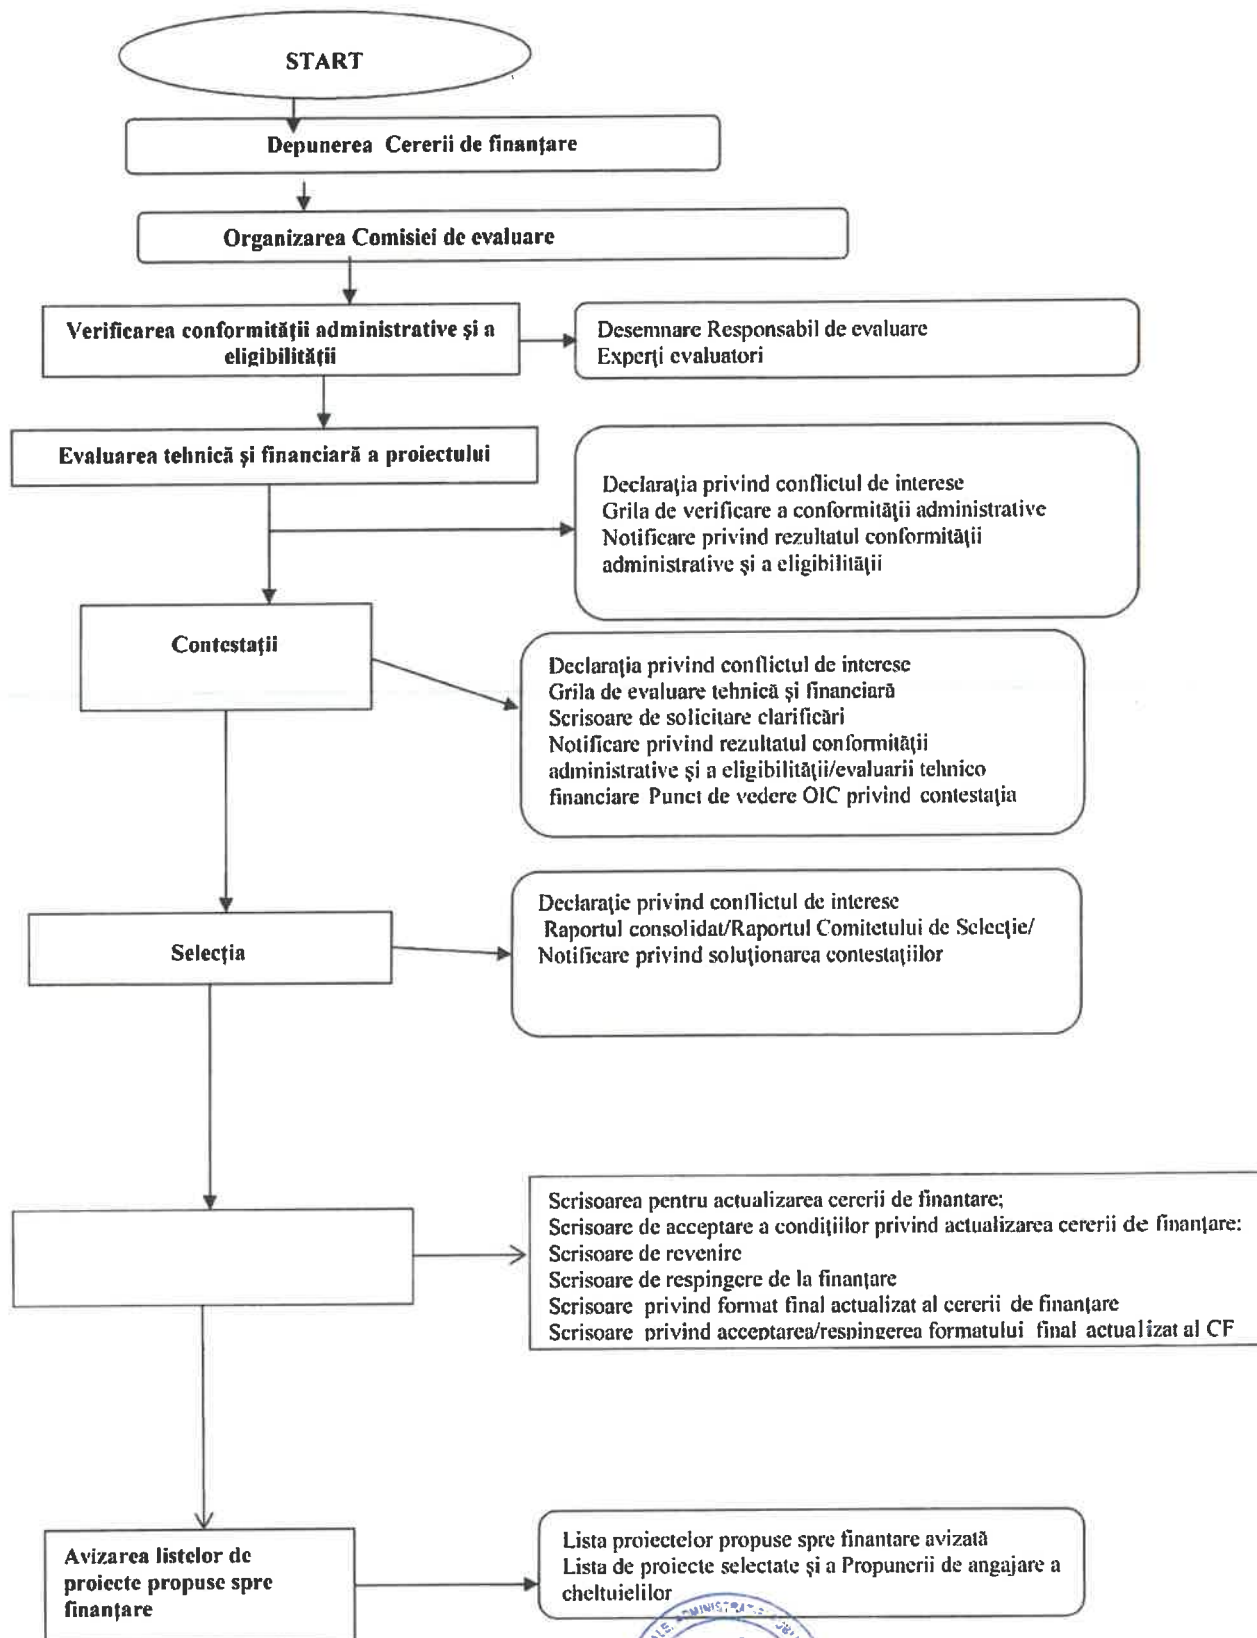 START
Depunerea Cererii de finanțare
Organizarea Comisiei de evaluare
Verificarea conformității administrative și a
eligibilității
Desemnare Responsabil de evaluare
Experți evaluatori
Evaluarea tehnică și financiară a proiectului
Declarația privind conflictul de interese
Grila de verificare a conformității administrative
Notificare privind rezultatul conformității
administrative și a eligibilității
Contestații
Declarația privind conflictul de interese
Grila de evaluare tehnică și financiară
Scrisoare de solicitare clarificări
Notificare privind rezultatul conformității
administrative și a eligibilității/evaluarii tehnico
financiare Punct de vedere OIC privind contestația
Selecția
Declarație privind conflictul de interese
Raportul consolidat/Raportul Comitetului de Selecție/
Notificare privind soluționarea contestațiilor
Scrisoarea pentru actualizarea cererii de finantare;
Scrisoare de acceptare a condițiilor privind actualizarea cererii de finanțare:
Scrisoare de revenire
Scrisoare de respingere de la finanțare
Scrisoare privind format final actualizat al cererii de finanțare
Scrisoare privind acceptarea/respingerea formatului final actualizat al CF
Avizarea listelor de
proiecte propuse spre
finanțare
Lista proiectelor propuse spre finantare avizată
Lista de proiecte selectate și a Propunerii de angajare a
cheltuielilor
ADMINISTRAȚIE